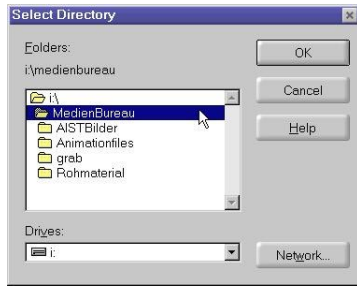 Select Directory
Folders:
i:\medienbureau
i:\
MedienBureau
AISTBilder
Animationfiles
grab
Rohmaterial
Drives:
i:
OK
Cancel
Help
Network...